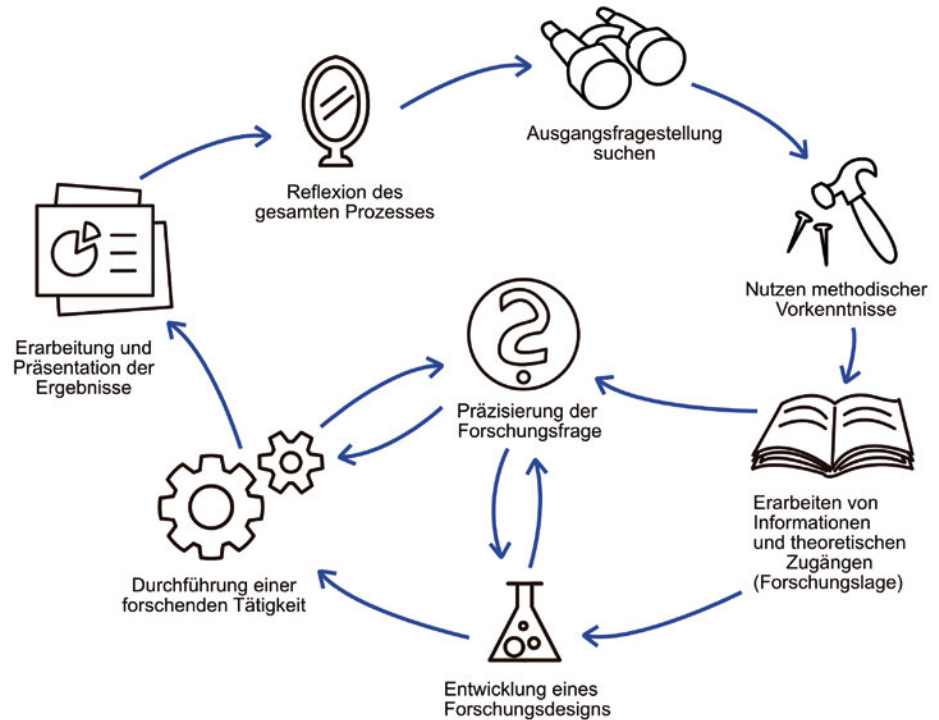 Ausgangsfragestellung
suchen
Nutzen methodischer
Vorkenntnisse
Erarbeiten von
Informationen
und theoretischen
Zugängen
(Forschungslage)
Präzisierung der
Forschungsfrage
Entwicklung eines
Forschungsdesigns
Durchführung einer
forschenden Tätigkeit
Erarbeitung und
Präsentation der
Ergebnisse
Reflexion des
gesamten Prozesses